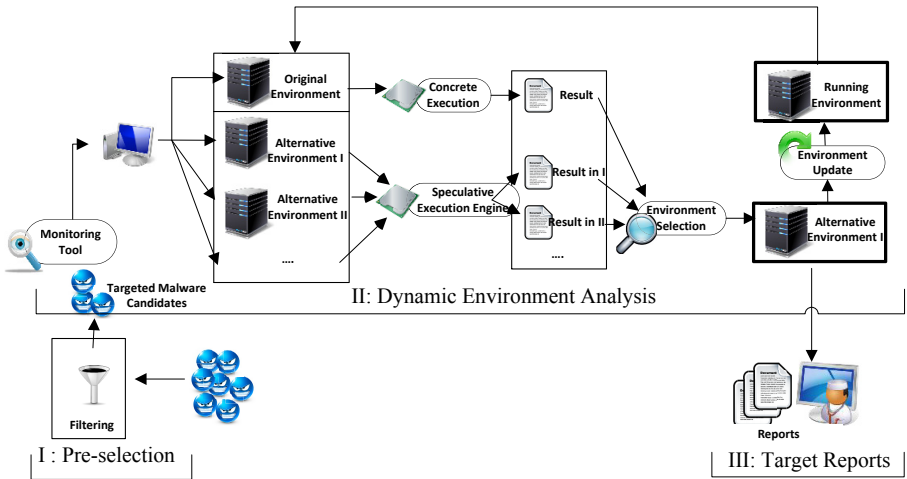 Original
Environment
Concrete
Execution
Result
Running
Environment
Alternative
Environment I
Environment
Update
Alternative
Environment II
Speculative
Execution Engine
Result in I
Result in II
Environment
Selection
Alternative
Environment I
Monitoring
Tool
....
....
Targeted Malware
Candidates
II: Dynamic Environment Analysis
Filtering
Reports
I : Pre-selection
III: Target Reports